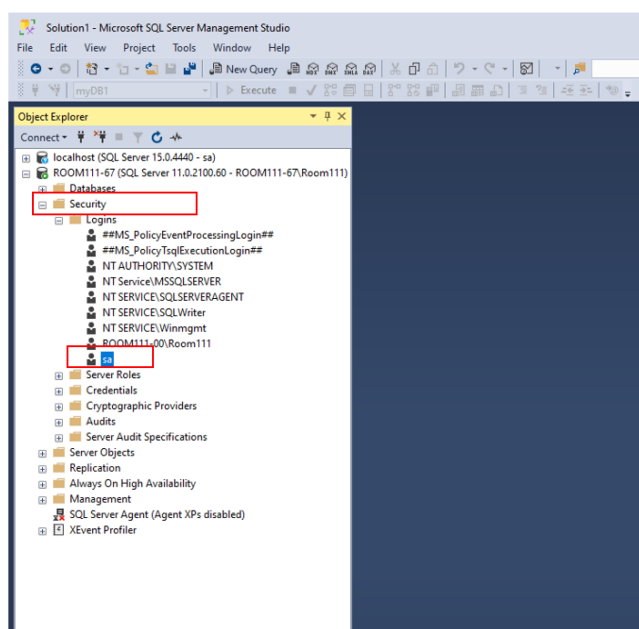 Solution1 - Microsoft SQL Server Management Studio
File Edit View Project Tools Window Help
New Query
myDB1 Execute
Object Explorer
Connect
localhost (SQL Server 15.0.4440 - sa)
ROOM111-67 (SQL Server 11.0.2100.60 - ROOM111-67\Room111)
Databases
Security
Logins
##MS_PolicyEventProcessingLogin##
##MS_PolicyTsqlExecutionLogin##
NT AUTHORITY\SYSTEM
NT Service\MSSQLSERVER
NT SERVICE\SQLSERVERAGENT
NT SERVICE\SQLWriter
NT SERVICE\Winmgmt
ROOM111-00\Room111
sa
Server Roles
Credentials
Cryptographic Providers
Audits
Server Audit Specifications
Server Objects
Replication
Always On High Availability
Management
SQL Server Agent (Agent XPs disabled)
XEvent Profiler